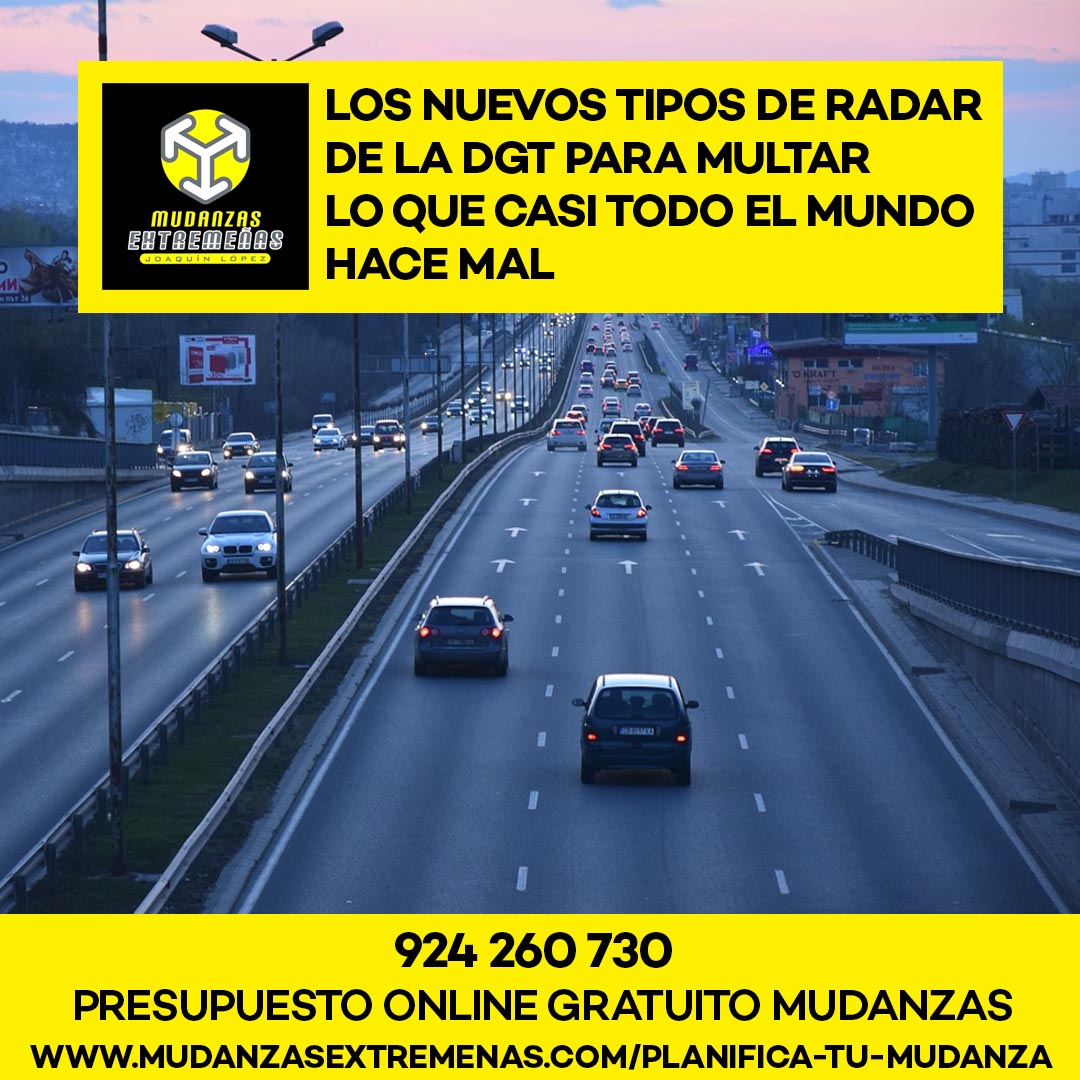 LOS NUEVOS TIPOS DE RADAR
DE LA DGT PARA MULTAR
LO QUE CASI TODO EL MUNDO
HACE MAL
MUDANZAS
EXTREMEÑAS
JOAQUÍN LÓPEZ
KRAFT
924 260 730
PRESUPUESTO ONLINE GRATUITO MUDANZAS
WWW.MUDANZASEXTREMENAS.COM/PLANIFICA-TU-MUDANZA